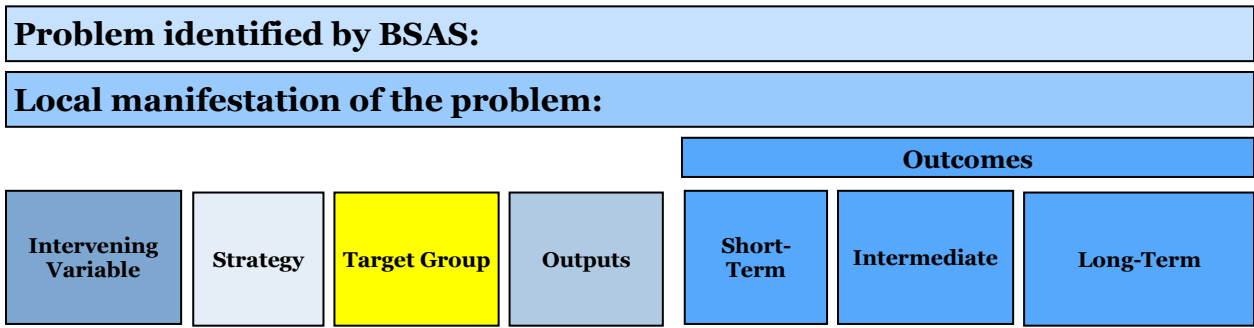 Problem identified by BSAS:
Local manifestation of the problem:
Outcomes
Intervening
Variable
Strategy
Target Group
Outputs
Short-
Term
Intermediate
Long-Term